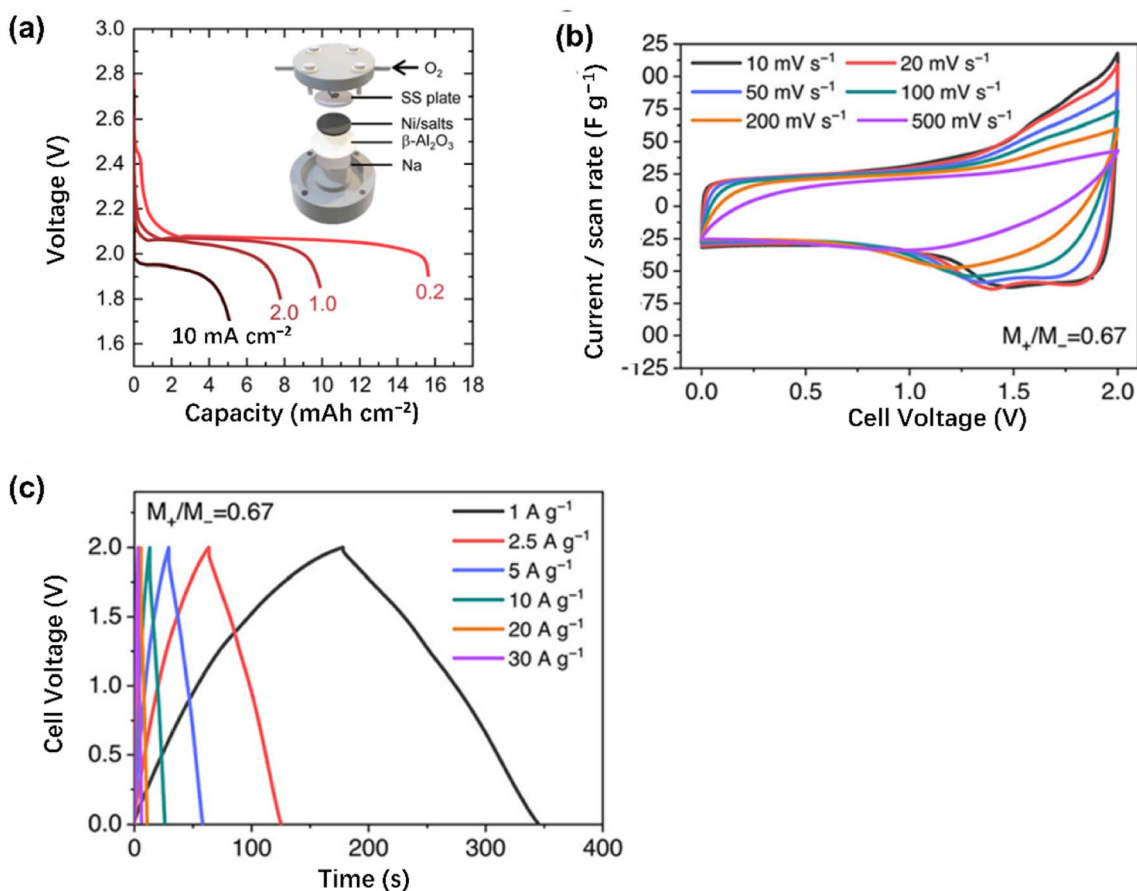 (a)
3.0
2.8
2.6
2.4
2.2
2.0
1.8
1.6
Voltage (V)
O₂
SS plate
Ni/salts
β-Al₂O₃
Na
2.0
1.0
0.2
10 mA cm⁻²
0 2 4 6 8 10 12 14 16 18
Capacity (mAh cm⁻²)
(b)
25
00
75
50
25
0
-25
-50
-75
00
-125
Current / scan rate (F g⁻¹)
10 mV s⁻¹ 20 mV s⁻¹
50 mV s⁻¹ 100 mV s⁻¹
200 mV s⁻¹ 500 mV s⁻¹
M₊/M₋=0.67
0.0 0.5 1.0 1.5 2.0
Cell Voltage (V)
(c)
M₊/M₋=0.67
2.0
1.5
1.0
0.5
0.0
Cell Voltage (V)
1 A g⁻¹
2.5 A g⁻¹
5 A g⁻¹
10 A g⁻¹
20 A g⁻¹
30 A g⁻¹
0 100 200 300 400
Time (s)